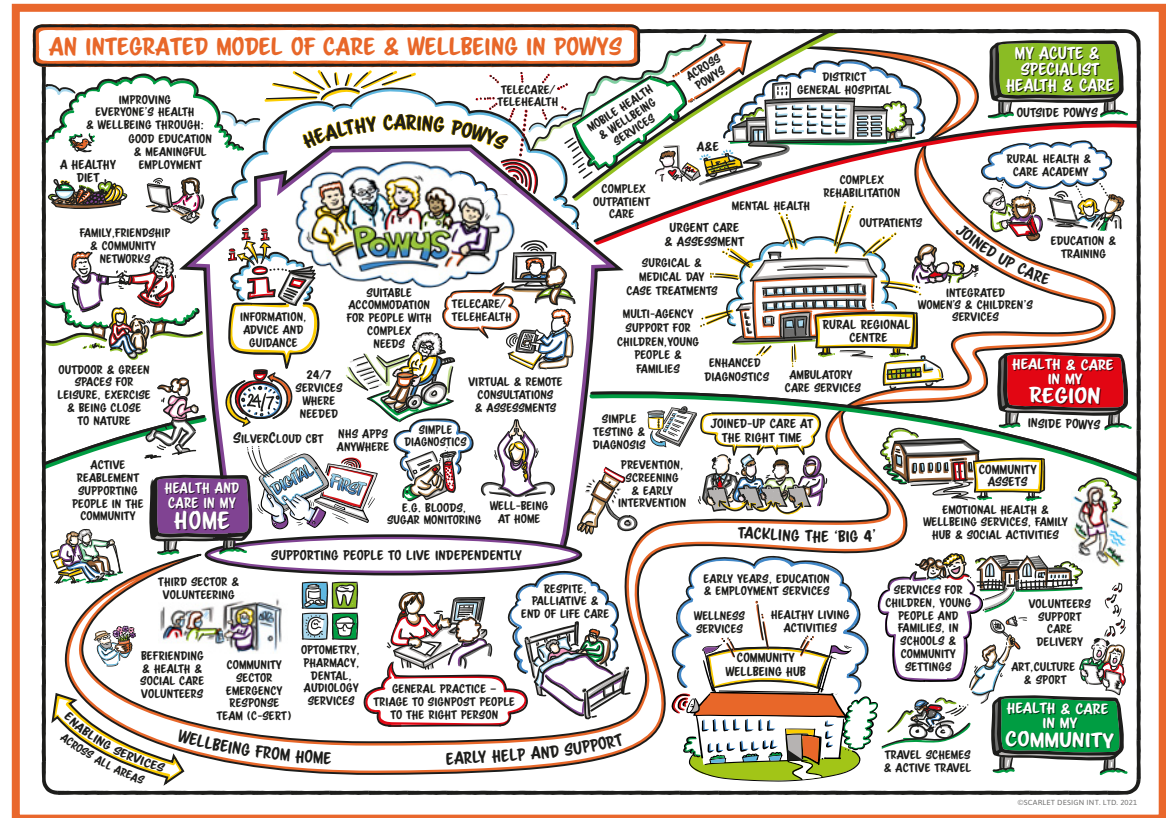 AN INTEGRATED MODEL OF CARE & WELLBEING IN POWYS
IMPROVING
EVERYONE'S HEALTH
& WELLBEING THROUGH:
GOOD EDUCATION
& MEANINGFUL
EMPLOYMENT
A HEALTHY
DIET
FAMILY, FRIENDSHIP
& COMMUNITY
NETWORKS
OUTDOOR & GREEN
SPACES FOR
LEISURE, EXERCISE
& BEING CLOSE
TO NATURE
ACTIVE
REABLEMENT
SUPPORTING
PEOPLE IN THE
COMMUNITY
HEALTHY CARING POWYS
TELECARE/
TELEHEALTH
MOBILE HEALTH
& WELLBEING
SERVICES
ACROSS
POWYS
POWYS
i i i
i
INFORMATION,
ADVICE AND
GUIDANCE
SUITABLE
ACCOMMODATION
FOR PEOPLE WITH
COMPLEX
NEEDS
TELECARE/
TELEHEALTH
24/7
24/7
SERVICES
WHERE
NEEDED
VIRTUAL & REMOTE
CONSULTATIONS
& ASSESSMENTS
SILVERCLOUD CBT
NHS APPS
ANYWHERE
DIGITAL
FIRST
SIMPLE
DIAGNOSTICS
E.G. BLOODS,
SUGAR MONITORING
WELL-BEING
AT HOME
HEALTH AND
CARE IN MY
HOME
SUPPORTING PEOPLE TO LIVE INDEPENDENTLY
DISTRICT
GENERAL HOSPITAL
A&E
COMPLEX
OUTPATIENT
CARE
MY ACUTE &
SPECIALIST
HEALTH & CARE
OUTSIDE POWYS
RURAL HEALTH &
CARE ACADEMY
EDUCATION &
TRAINING
JOINED UP CARE
COMPLEX
REHABILITATION
MENTAL HEALTH
OUTPATIENTS
URGENT CARE
& ASSESSMENT
SURGICAL &
MEDICAL DAY
CASE TREATMENTS
MULTI-AGENCY
SUPPORT FOR
CHILDREN, YOUNG
PEOPLE &
FAMILIES
i i i
INTEGRATED
WOMEN'S & CHILDREN'S
SERVICES
RURAL REGIONAL
CENTRE
ENHANCED
DIAGNOSTICS
AMBULATORY
CARE SERVICES
HEALTH & CARE
IN MY
REGION
INSIDE POWYS
SIMPLE
TESTING &
DIAGNOSIS
JOINED-UP CARE AT
THE RIGHT TIME
PREVENTION,
SCREENING
& EARLY
INTERVENTION
TACKLING THE 'BIG 4'
COMMUNITY
ASSETS
EMOTIONAL HEALTH &
WELLBEING SERVICES, FAMILY
HUB & SOCIAL ACTIVITIES
THIRD SECTOR &
VOLUNTEERING
BEFRIENDING
& HEALTH &
SOCIAL CARE
VOLUNTEERS
COMMUNITY
SECTOR
EMERGENCY
RESPONSE
TEAM (C-SERT)
OPTOMETRY,
PHARMACY,
DENTAL,
AUDIOLOGY
SERVICES
GENERAL PRACTICE –
TRIAGE TO SIGNPOST PEOPLE
TO THE RIGHT PERSON
RESPITE,
PALLIATIVE &
END OF LIFE CARE
EARLY YEARS, EDUCATION
& EMPLOYMENT SERVICES
WELLNESS
SERVICES
HEALTHY LIVING
ACTIVITIES
COMMUNITY
WELLBEING HUB
SERVICES FOR
CHILDREN, YOUNG
PEOPLE AND
FAMILIES, IN
SCHOOLS &
COMMUNITY
SETTINGS
VOLUNTEERS
SUPPORT
CARE
DELIVERY
ART, CULTURE
& SPORT
TRAVEL SCHEMES
& ACTIVE TRAVEL
HEALTH & CARE
IN MY
COMMUNITY
ENABLING SERVICES
ACROSS ALL AREAS
WELLBEING FROM HOME
EARLY HELP AND SUPPORT
©SCARLET DESIGN INT. LTD. 2021